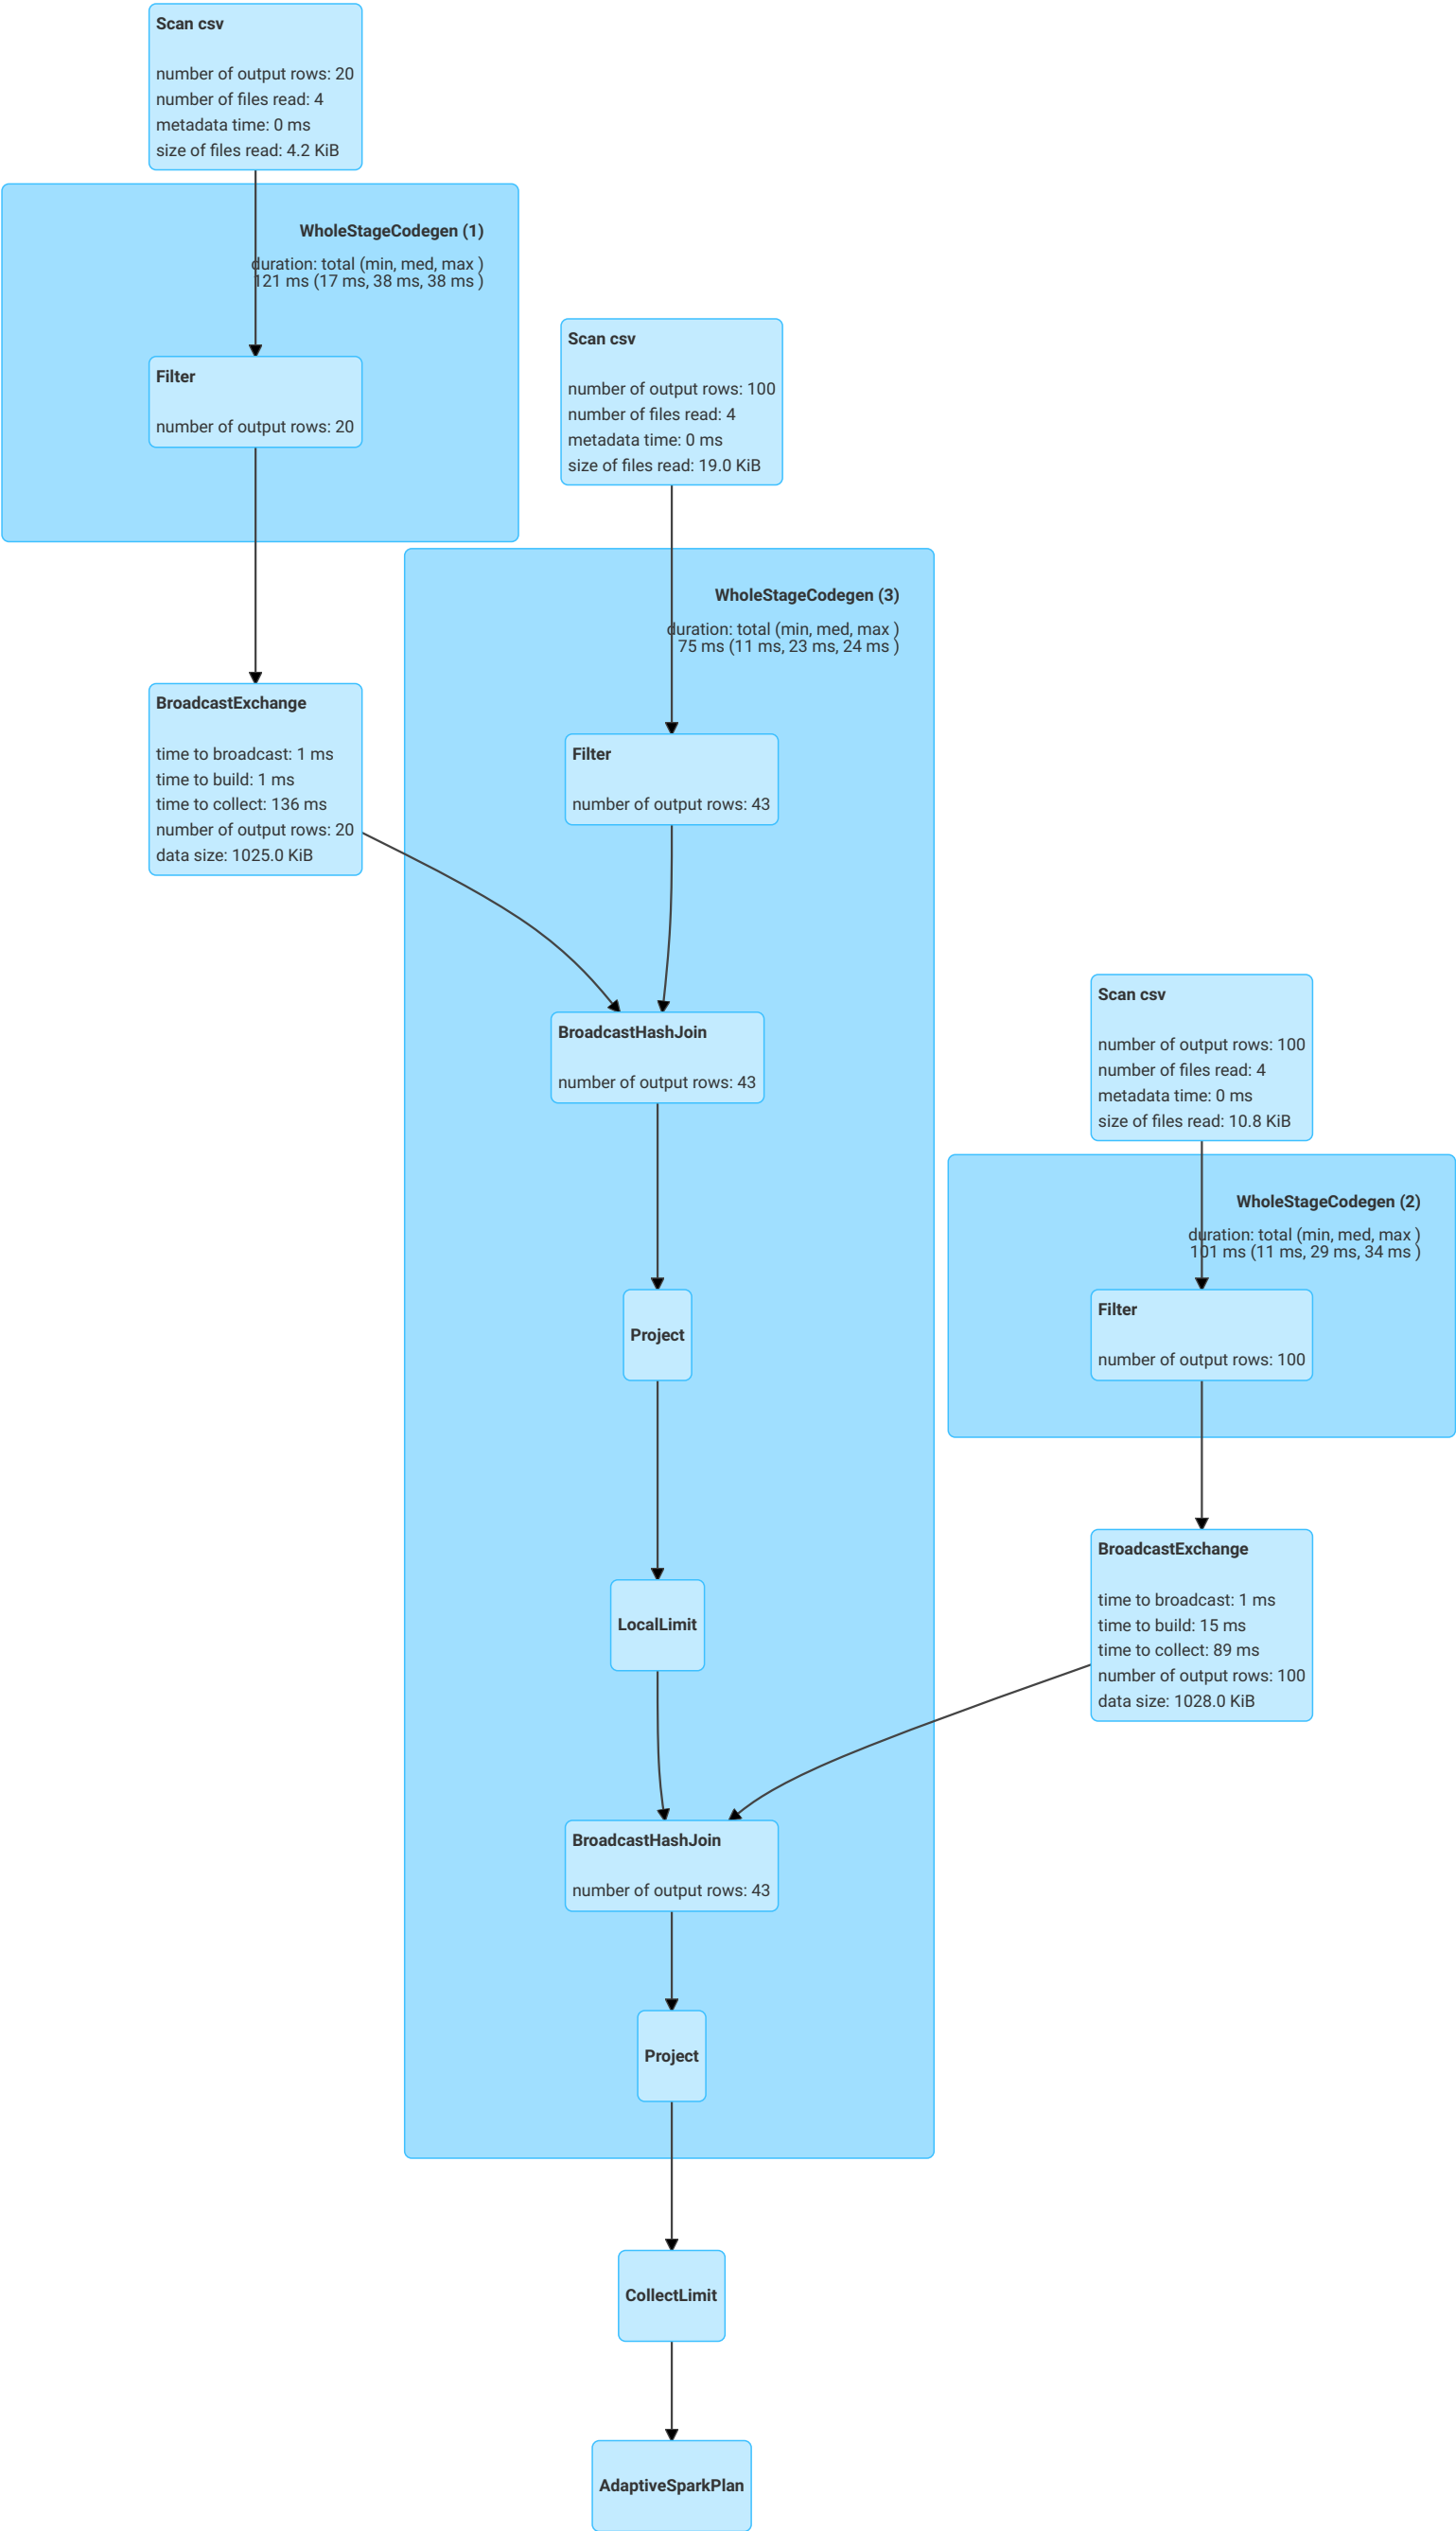 Scan csv
number of output rows: 20
number of files read: 4
metadata time: 0 ms
size of files read: 4.2 KiB
WholeStageCodegen (1)
duration: total (min, med, max )
121 ms (17 ms, 38 ms, 38 ms )
Filter
number of output rows: 20
Scan csv
number of output rows: 100
number of files read: 4
metadata time: 0 ms
size of files read: 19.0 KiB
WholeStageCodegen (3)
duration: total (min, med, max )
75 ms (11 ms, 23 ms, 24 ms )
BroadcastExchange
time to broadcast: 1 ms
time to build: 1 ms
time to collect: 136 ms
number of output rows: 20
data size: 1025.0 KiB
Filter
number of output rows: 43
BroadcastHashJoin
number of output rows: 43
Scan csv
number of output rows: 100
number of files read: 4
metadata time: 0 ms
size of files read: 10.8 KiB
WholeStageCodegen (2)
duration: total (min, med, max )
101 ms (11 ms, 29 ms, 34 ms )
Filter
number of output rows: 100
Project
LocalLimit
BroadcastExchange
time to broadcast: 1 ms
time to build: 15 ms
time to collect: 89 ms
number of output rows: 100
data size: 1028.0 KiB
BroadcastHashJoin
number of output rows: 43
Project
CollectLimit
AdaptiveSparkPlan